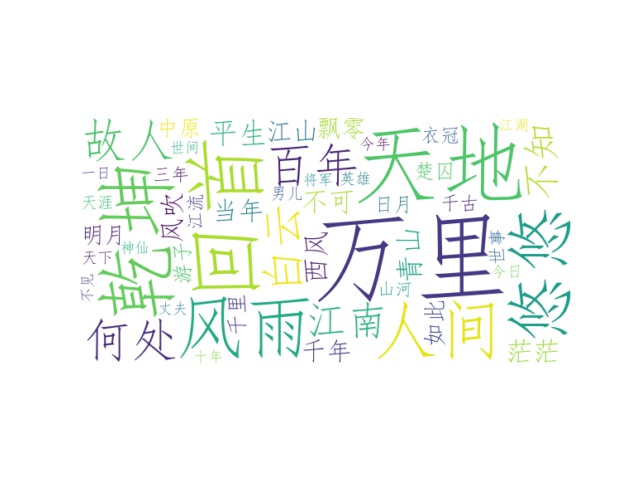 故人
中原
平生
江山
飘零
今年
衣冠
江湖
不知
一日
世间
三年
百年
天地
楚囚
天涯
乾坤
风吹
江流
回首
当年
男儿
将军
英雄
不可
日月
千古
明月
神仙
游子
白云
西风
万里
青山
世事
悠悠
天下
不见
丈夫
千里
山河
今日
何处
风雨
江南
人间
如此
十年
千年
茫茫